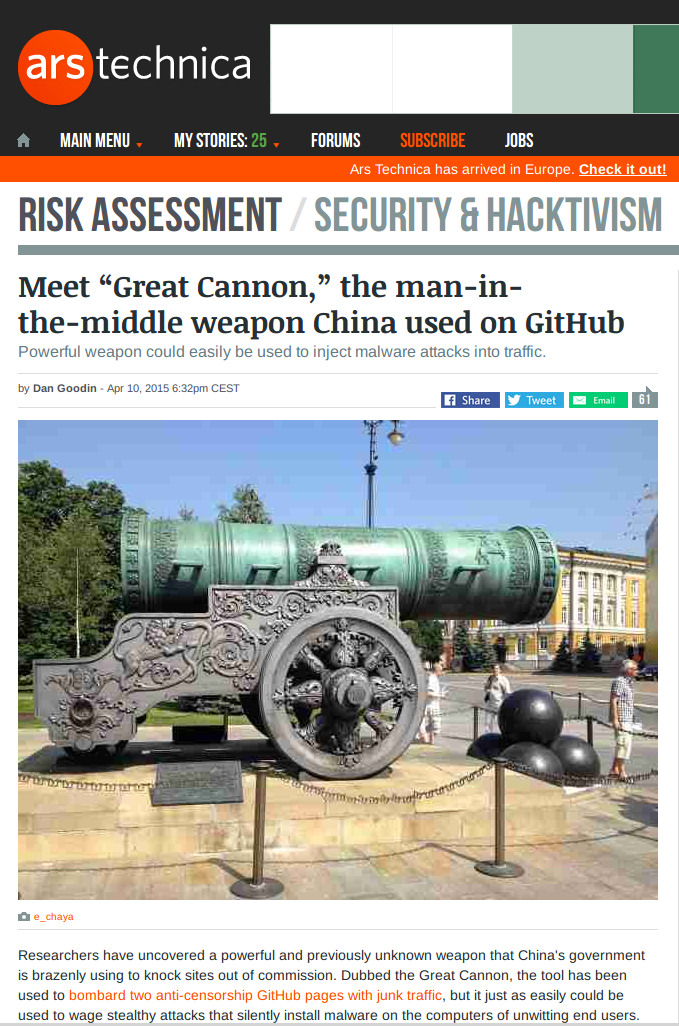 ars technica
MAIN MENU MY STORIES: 25 FORUMS SUBSCRIBE JOBS
Ars Technica has arrived in Europe. Check it out!
RISK ASSESSMENT / SECURITY & HACKTIVISM
Meet “Great Cannon,” the man-in-
the-middle weapon China used on GitHub
Powerful weapon could easily be used to inject malware attacks into traffic.
by Dan Goodin - Apr 10, 2015 6:32pm CEST
Share Tweet Email 61
e_chaya
Researchers have uncovered a powerful and previously unknown weapon that China's government
is brazenly using to knock sites out of commission. Dubbed the Great Cannon, the tool has been
used to bombard two anti-censorship GitHub pages with junk traffic, but it just as easily could be
used to wage stealthy attacks that silently install malware on the computers of unwitting end users.